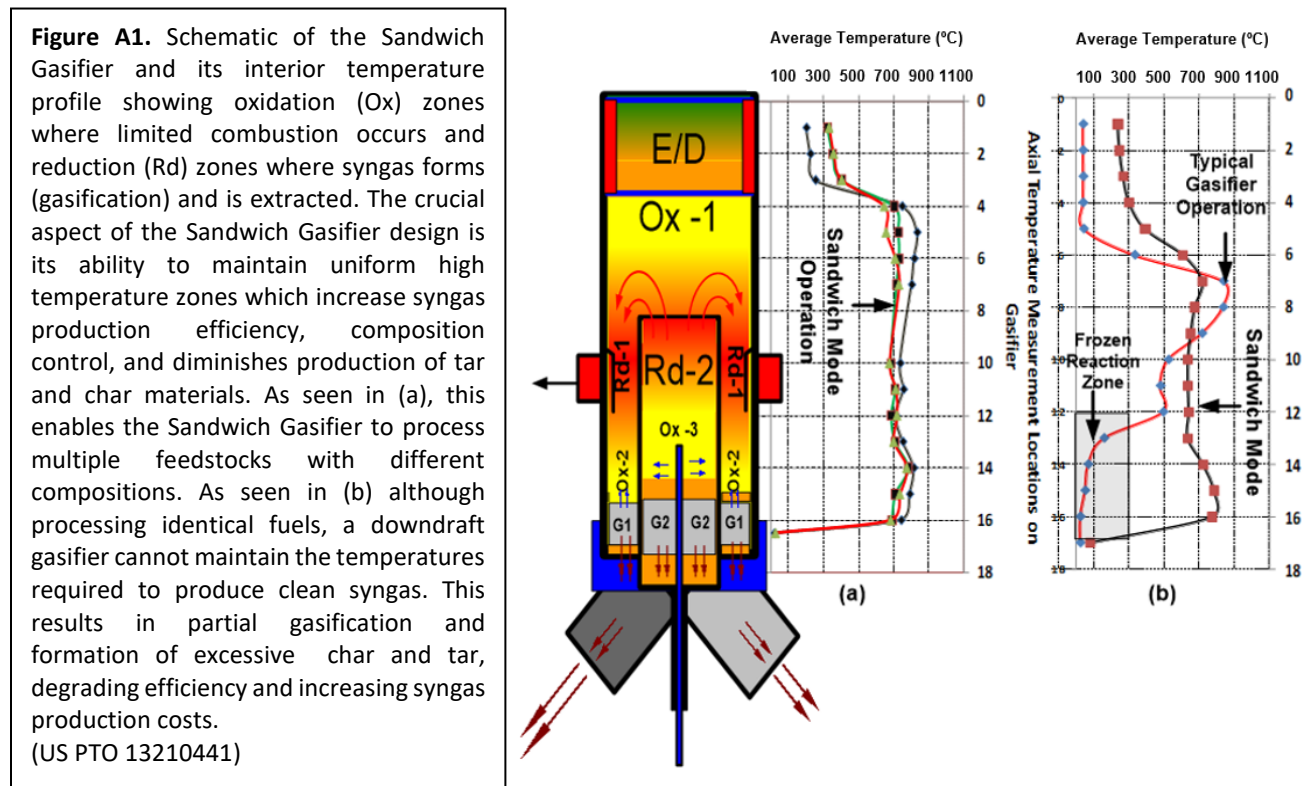 Figure A1. Schematic of the Sandwich
Gasifier and its interior temperature
profile showing oxidation (Ox) zones
where limited combustion occurs and
reduction (Rd) zones where syngas forms
(gasification) and is extracted. The crucial
aspect of the Sandwich Gasifier design is
its ability to maintain uniform high
temperature zones which increase syngas
production efficiency, composition
control, and diminishes production of tar
and char materials. As seen in (a), this
enables the Sandwich Gasifier to process
multiple feedstocks with different
compositions. As seen in (b) although
processing identical fuels, a downdraft
gasifier cannot maintain the temperatures
required to produce clean syngas. This
results in partial gasification and
formation of excessive char and tar,
degrading efficiency and increasing syngas
production costs.
(US PTO 13210441)
E/D
Ox-1
Rd-1
Rd-2
Rd-1
Ox-2
Ox -3
Ox-2
G1
G2
G2
G1
Average Temperature (ºC)
100 300 500 700 900 1100
0
2
4
6
8
10
12
14
16
18
Sandwich Mode
Operation
(a)
Axial Temperature Measurement Locations on
Gasifier
Average Temperature (ºC)
100 300 500 700 900 1100
0
2
4
6
8
10
12
14
16
18
0
2
4
6
8
10
12
14
16
18
Typical
Gasifier
Operation
Frozen
Reaction
Zone
Sandwich Mode
(b)